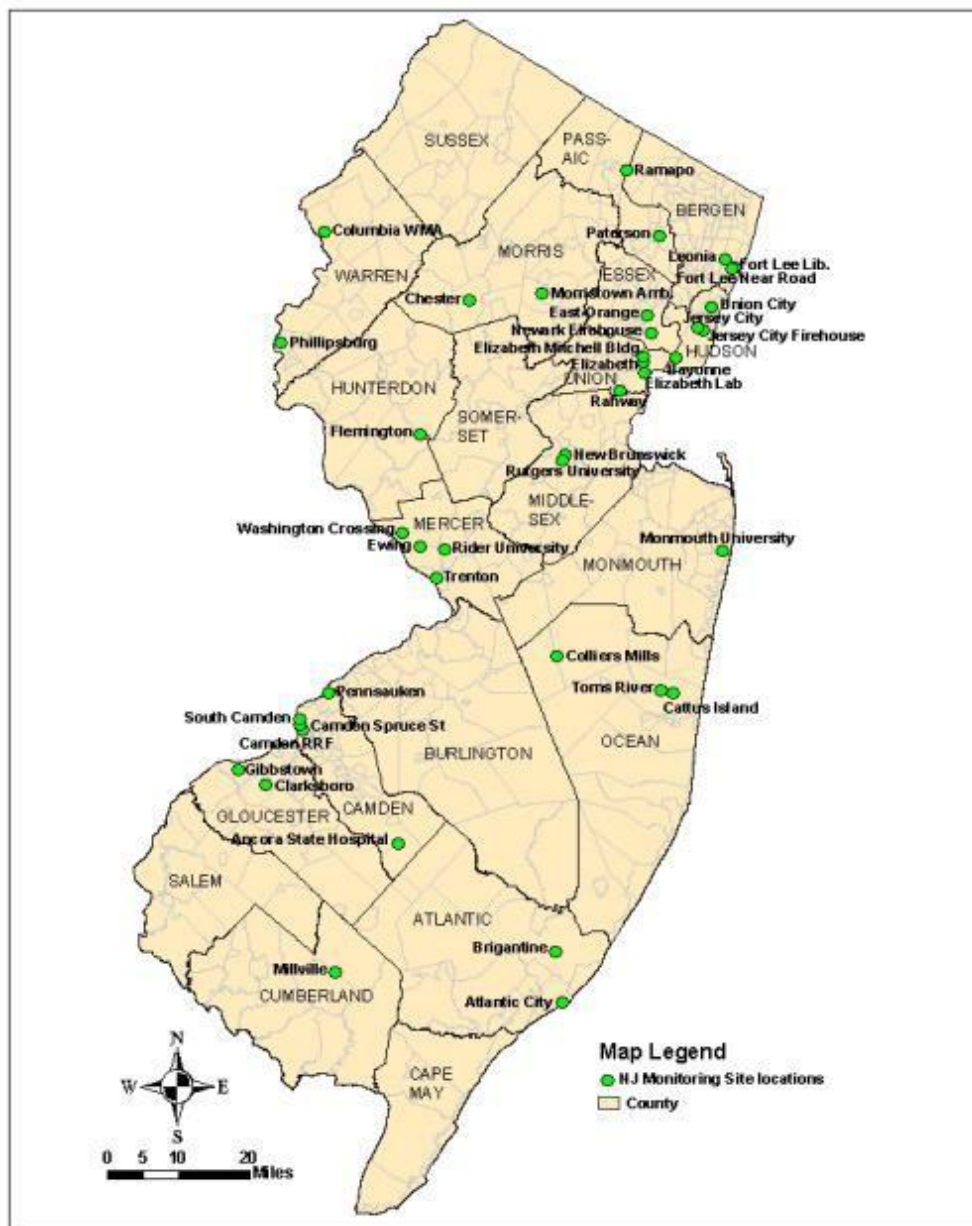 SUSSEX
PASS-
AIC
Ramapo
BERGEN
Columbia WMA
Paterson
MORRIS
Leonia
Fort Lee Lib.
Fort Lee Near Road
WARREN
ESSEX
Chester
Morristown Amb.
Union City
East Orange
Jersey City
Newark Firehouse
Jersey City Firehouse
Phillipsburg
Elizabeth Mitchell Bldg
HUDSON
Elizabeth
Bayonne
HUNTERDON
UNION
Elizabeth Lab
Rahway
SOMER-
SET
Flemington
New Brunswick
Rutgers University
MIDDLE-
SEX
MERCER
Washington Crossing
Monmouth University
Ewing
Rider University
MONMOUTH
Trenton
Colliers Mills
Toms River
Cattus Island
Pennsauken
South Camden
Camden Spruce St
Camden RRF
OCEAN
BURLINGTON
Gibbstown
Clarksboro
GLOUCESTER
CAMDEN
Ancora State Hospital
SALEM
ATLANTIC
Brigantine
Millville
CUMBERLAND
Atlantic City
CAPE
MAY
Map Legend
NJ Monitoring Site locations
County
N
W E
S
0 5 10 20
Miles